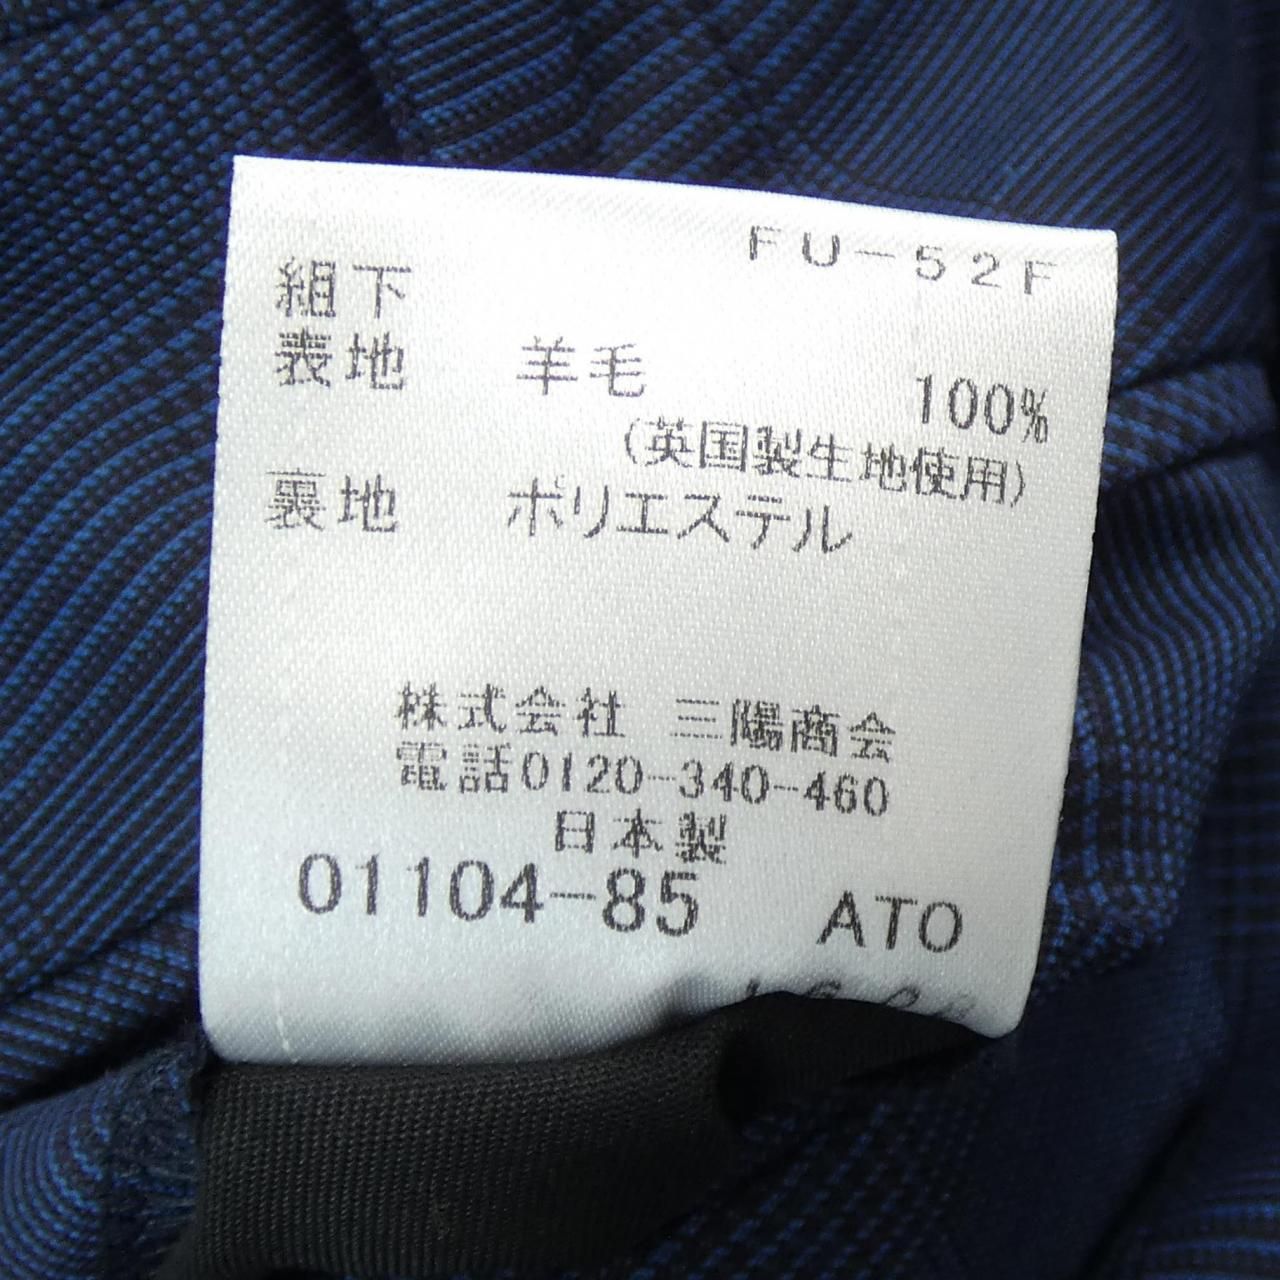 FU-52F
組下
表地 羊毛 100%
(英国製生地使用)
裏地 ポリエステル
株式会社 三陽商会
電話0120-340-460
日本製
01104-85 ATO